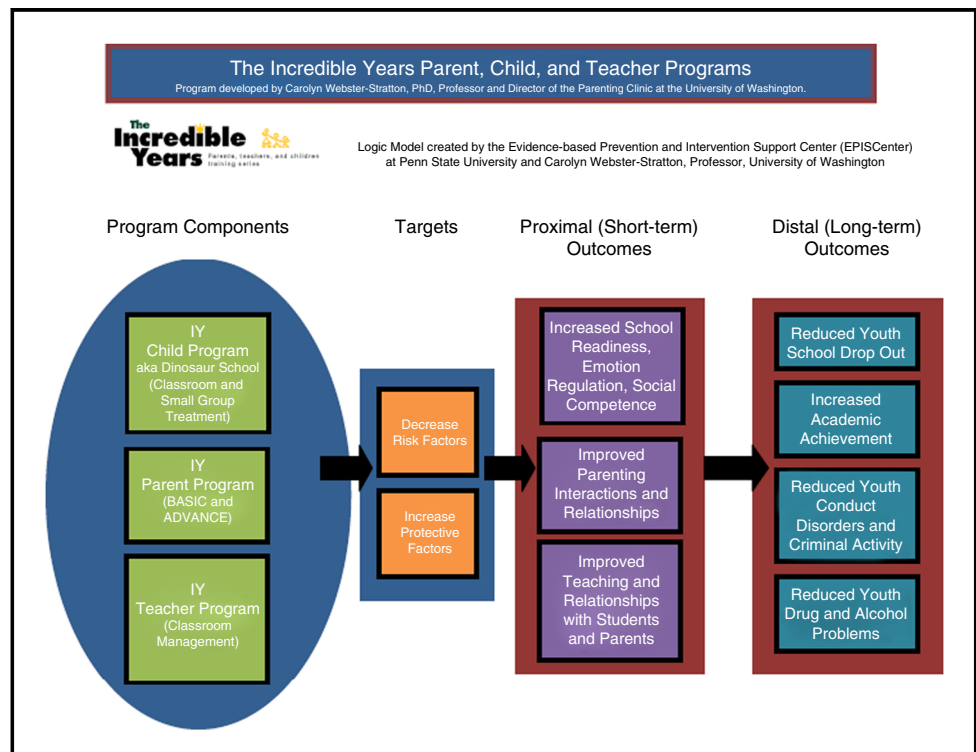 The Incredible Years Parent, Child, and Teacher Programs
Program developed by Carolyn Webster-Stratton, PhD, Professor and Director of the Parenting Clinic at the University of Washington.
The
Incredible
Years
Parents, teachers, and children
training series
Logic Model created by the Evidence-based Prevention and Intervention Support Center (EPISCenter)
at Penn State University and Carolyn Webster-Stratton, Professor, University of Washington
Program Components
IY
Child Program
aka Dinosaur School
(Classroom and
Small Group
Treatment)
IY
Parent Program
(BASIC and
ADVANCE)
IY
Teacher Program
(Classroom
Management)
Targets
Decrease
Risk Factors
Increase
Protective
Factors
Proximal (Short-term)
Outcomes
Increased School
Readiness,
Emotion
Regulation, Social
Competence
Improved
Parenting
Interactions and
Relationships
Improved
Teaching and
Relationships
with Students
and Parents
Distal (Long-term)
Outcomes
Reduced Youth
School Drop Out
Increased
Academic
Achievement
Reduced Youth
Conduct
Disorders and
Criminal Activity
Reduced Youth
Drug and Alcohol
Problems